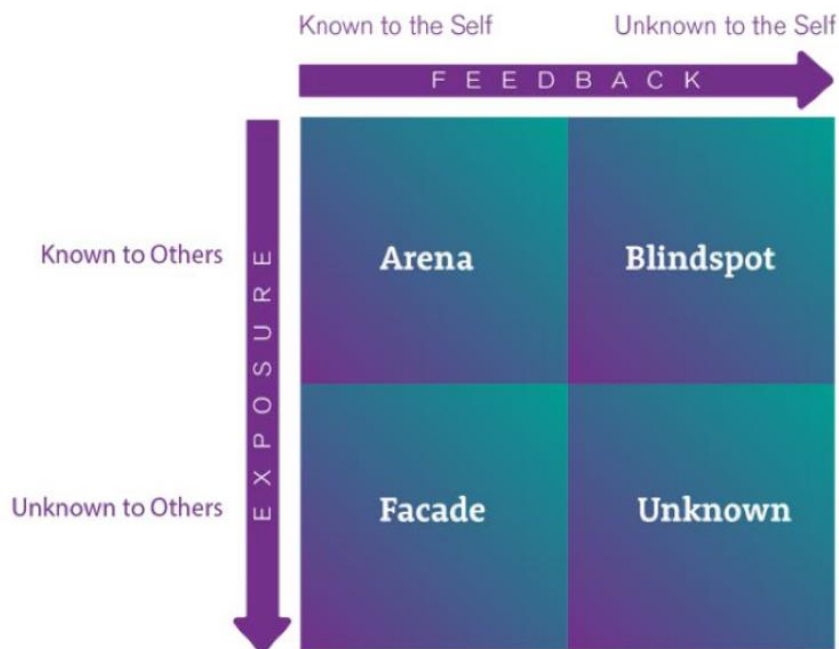 Known to the Self
Unknown to the Self
FEEDBACK
Known to Others
EXPOSURE
Arena
Blindspot
Unknown to Others
Facade
Unknown